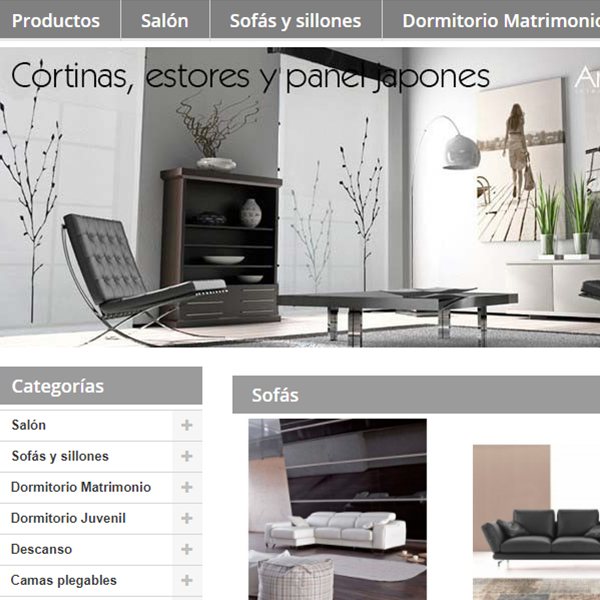 Productos
Salón
Sofás y sillones
Dormitorio Matrimonio
Cortinas, estores y panel japones
Categorías
Sofás
Salón
Sofás y sillones
Dormitorio Matrimonio
Dormitorio Juvenil
Descanso
Camas plegables